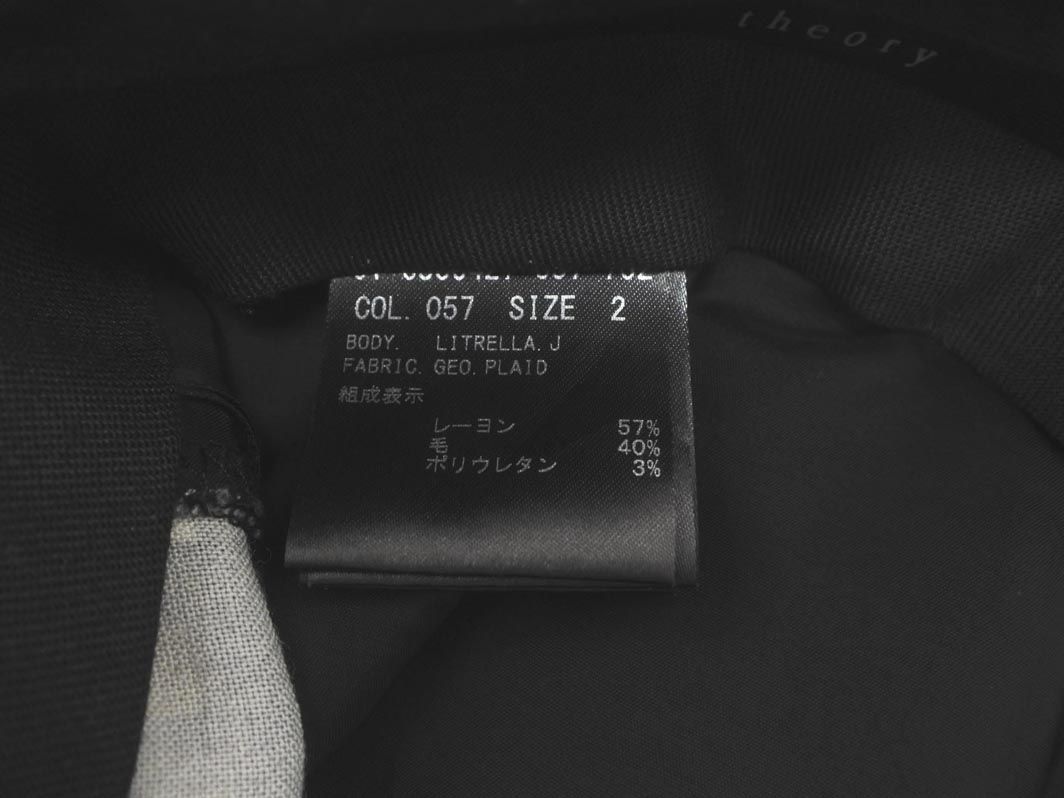 theory
COL. 057 SIZE 2
BODY. LITRELLA.J
FABRIC. GEO.PLAID
組成表示
レーヨン 57%
毛 40%
ポリウレタン 3%